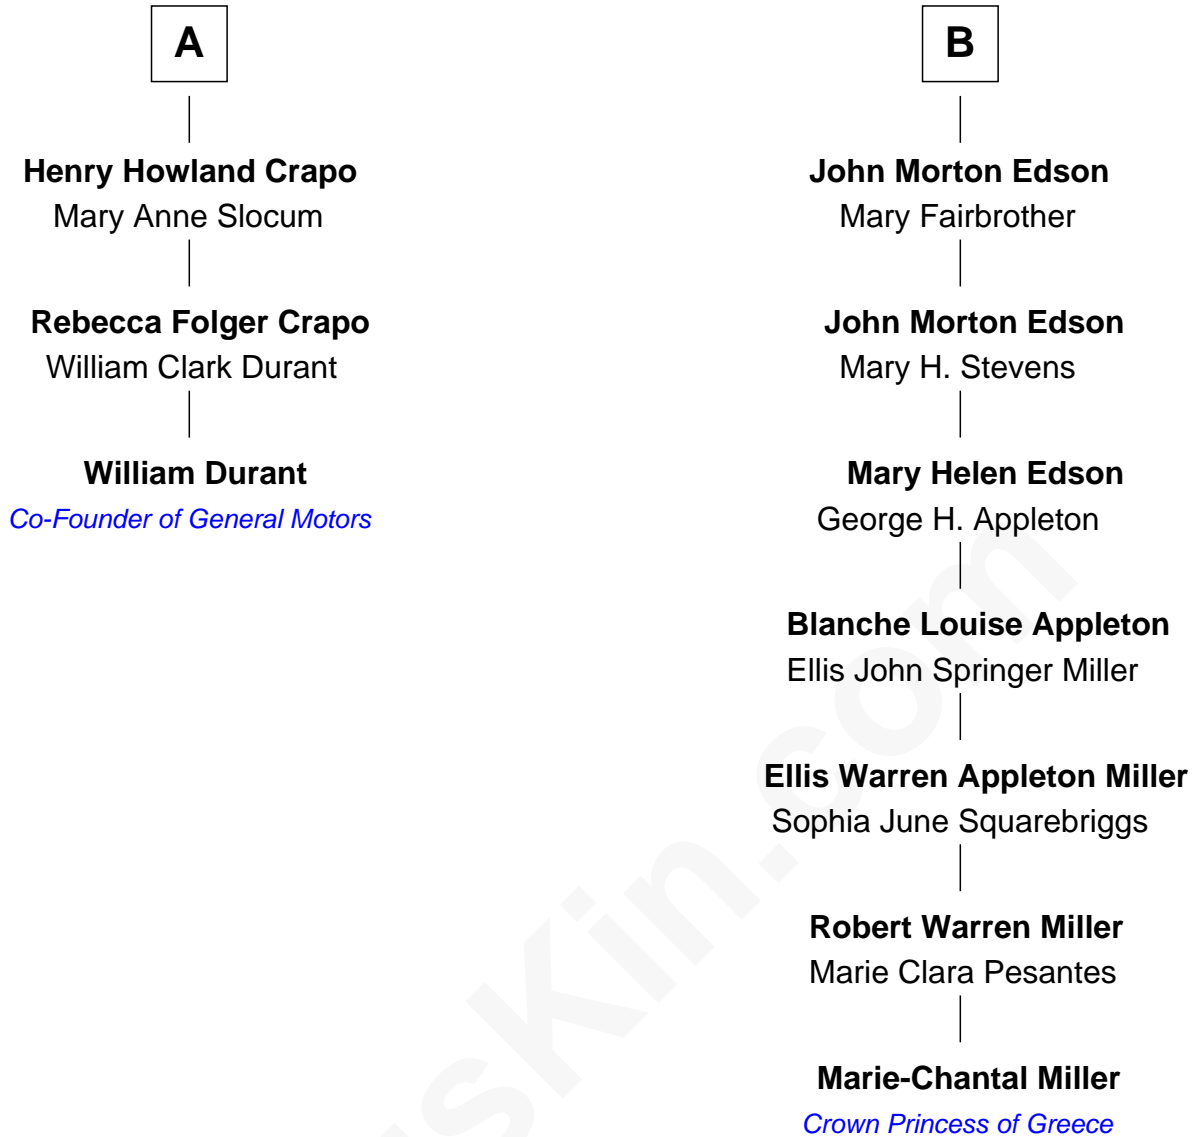 A
Henry Howland Crapo
Mary Anne Slocum
Rebecca Folger Crapo
William Clark Durant
William Durant
Co-Founder of General Motors
B
John Morton Edson
Mary Fairbrother
John Morton Edson
Mary H. Stevens
Mary Helen Edson
George H. Appleton
Blanche Louise Appleton
Ellis John Springer Miller
Ellis Warren Appleton Miller
Sophia June Squarebriggs
Robert Warren Miller
Marie Clara Pesantes
Marie-Chantal Miller
Crown Princess of Greece
usKin.com